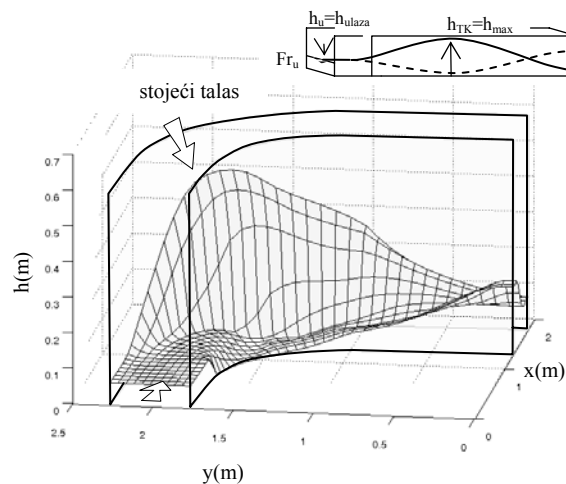 h_u=h_ulaza
h_TK=h_max
Fr_u
stojeći talas
0.7
0.6
0.5
0.4
0.3
0.2
0.1
0
h(m)
2.5
2
1.5
1
0.5
0
y(m)
0
1
2
x(m)